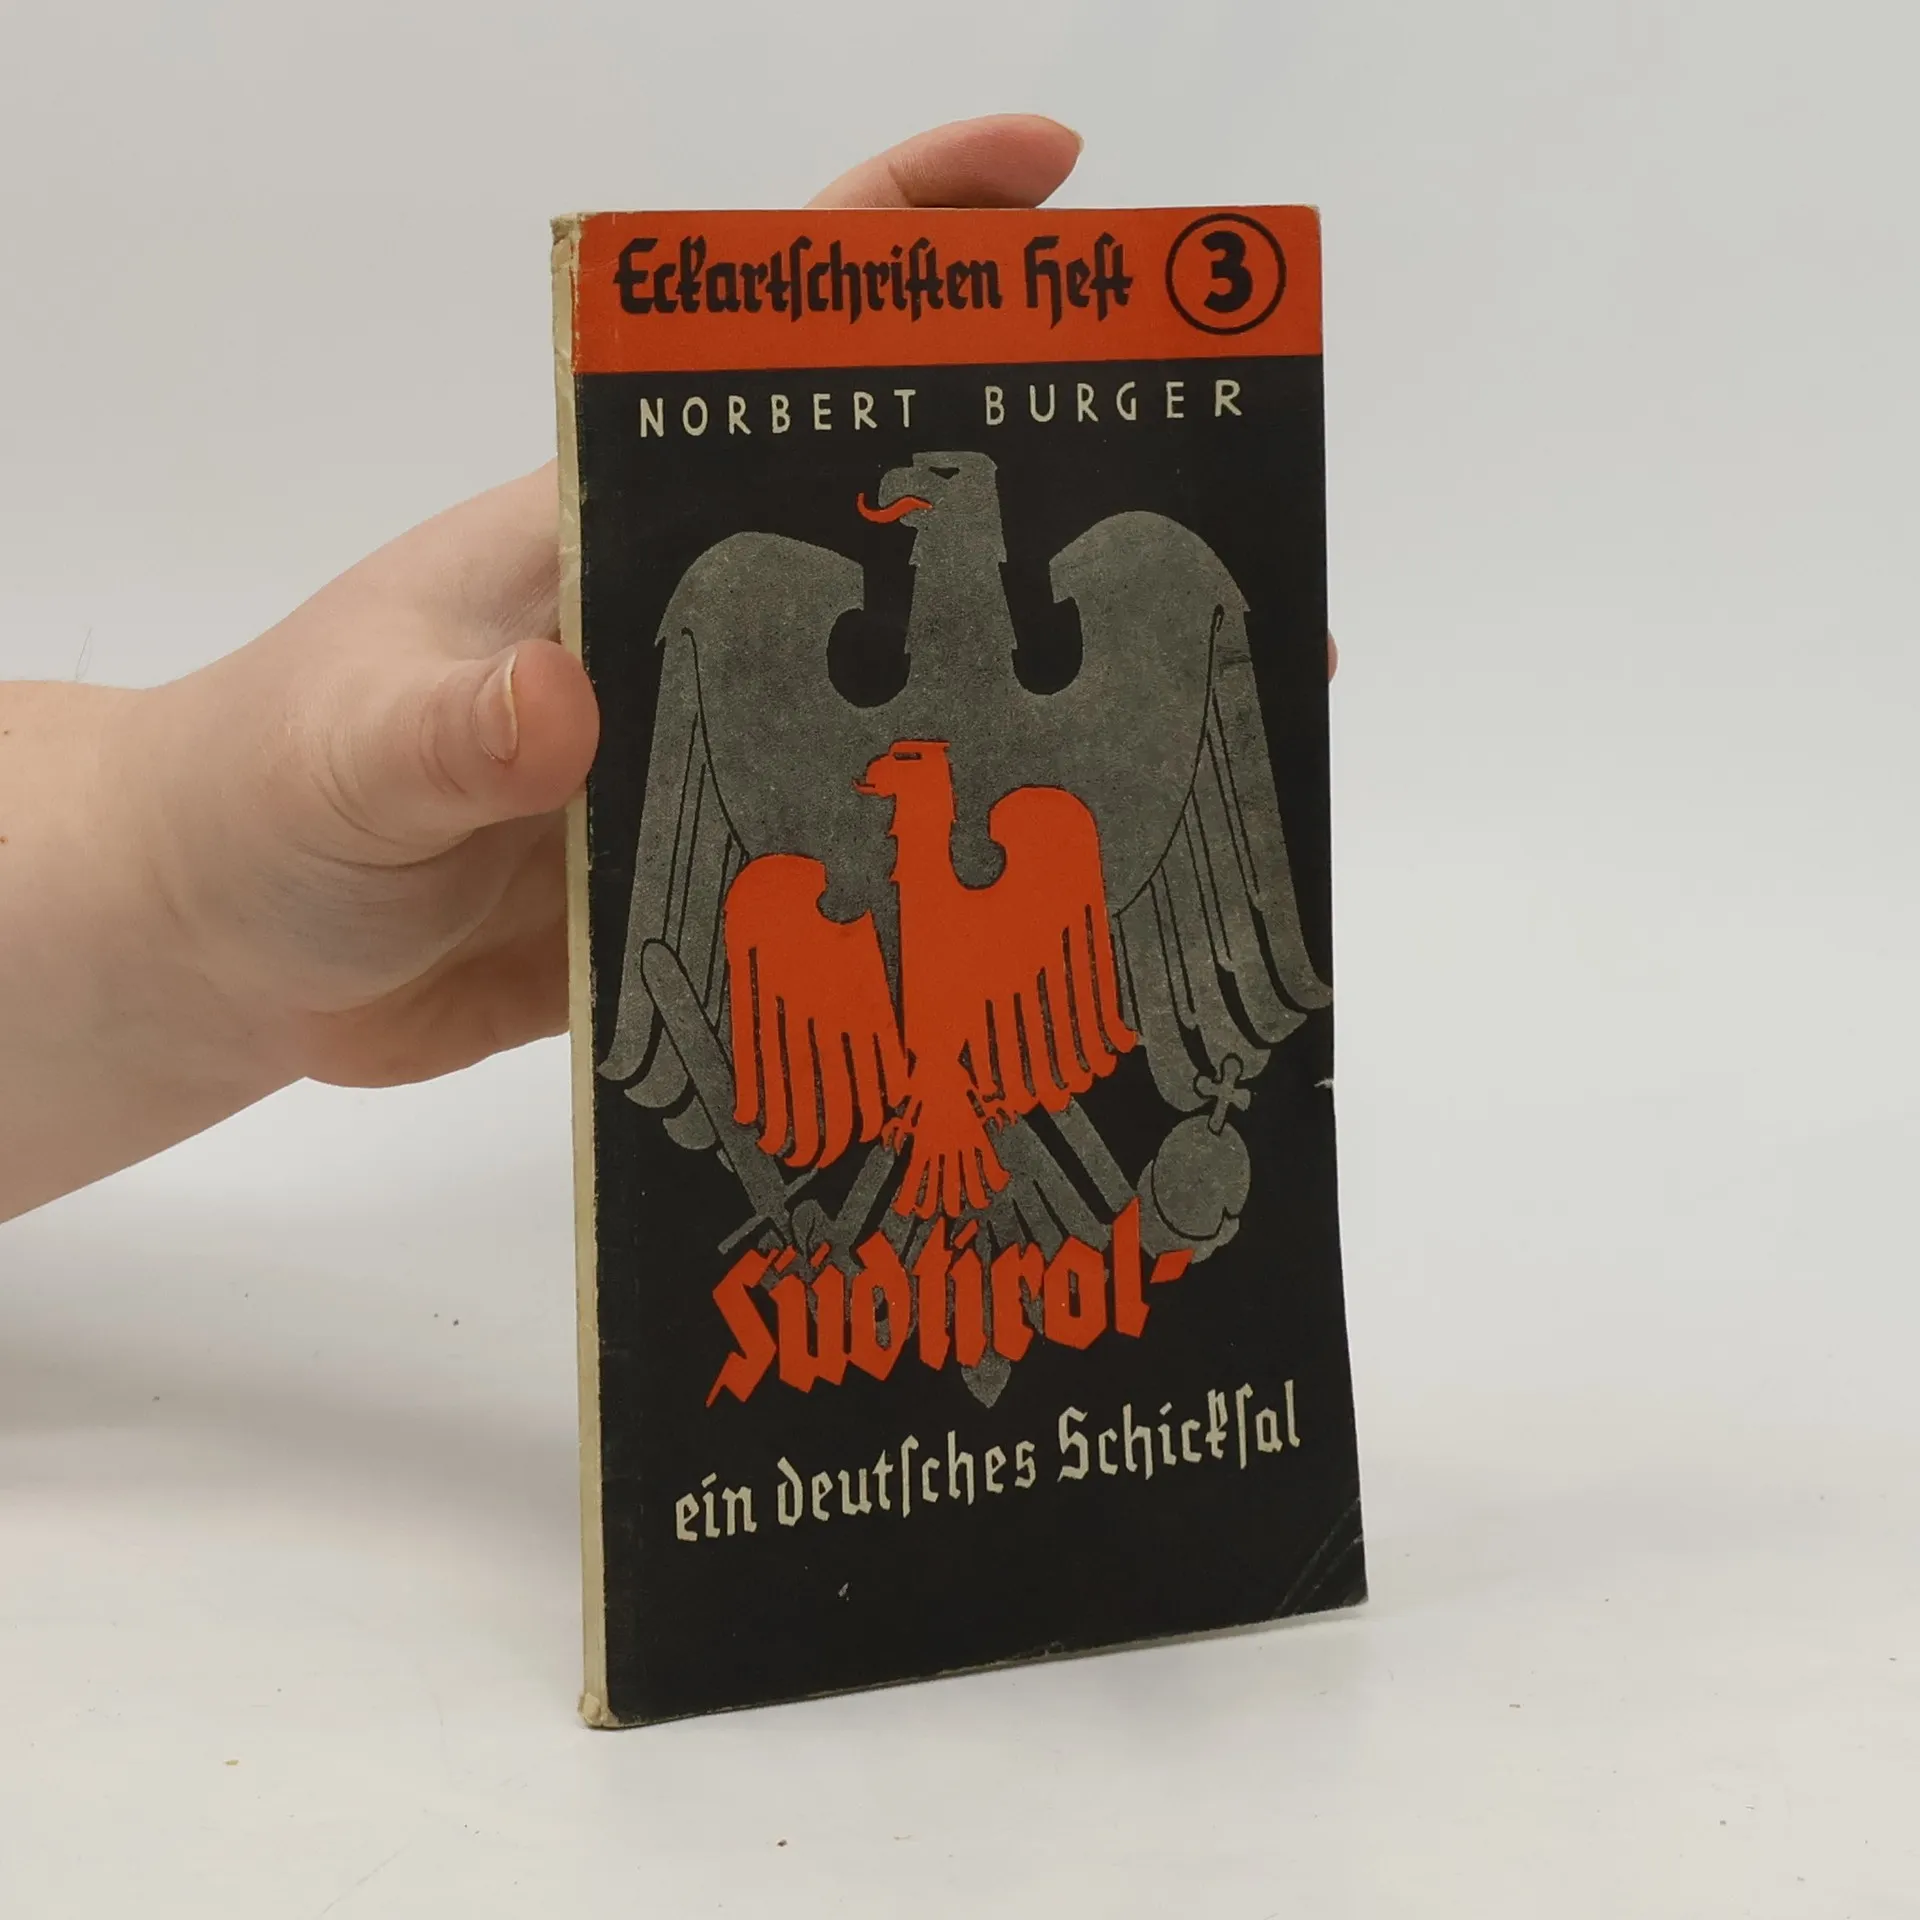 Eckartſchriften Heft 3
NORBERT BURGER
Südtirol-
ein deutſches Schickſal